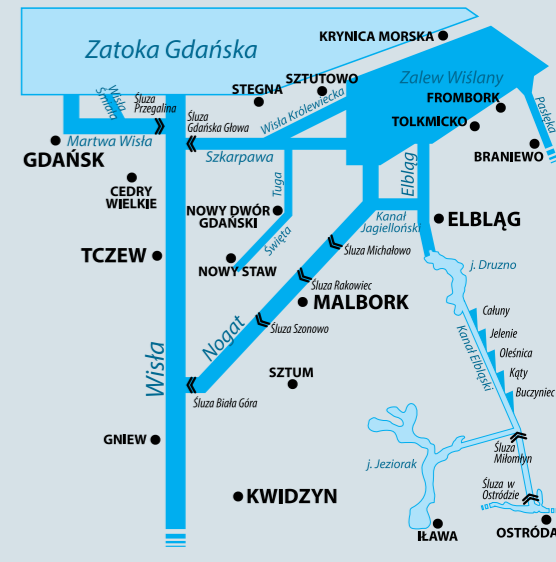 KRYNICA MORSKA
Zatoka Gdańska
Zalew Wiślany
SZTUTOWO
STEGNA
FROMBORK
Wisła
Śmiała
Śluza
Przegalina
Śluza
Gdańska Głowa
Wisła Królewiecka
TOLKMICKO
Pasłęka
Martwa Wisła
GDAŃSK
Szkarpawa
BRANIEWO
Elbląg
CEDRY
WIELKIE
Tuga
NOWY DWÓR
GDAŃSKI
Kanał
Jagielloński
ELBLĄG
Święta
Śluza Michałowo
TCZEW
NOWY STAW
j. Druzno
Śluza Rakowiec
MALBORK
Całuny
Śluza Szonowo
Jelenie
Nogat
Kanał Elbląski
Oleśnica
Wisła
SZTUM
Kąty
Buczyniec
Śluza Biała Góra
GNIEW
Śluza
Miłomłyn
j. Jeziorak
Śluza w
Ostródzie
KWIDZYN
IŁAWA
OSTRÓDA